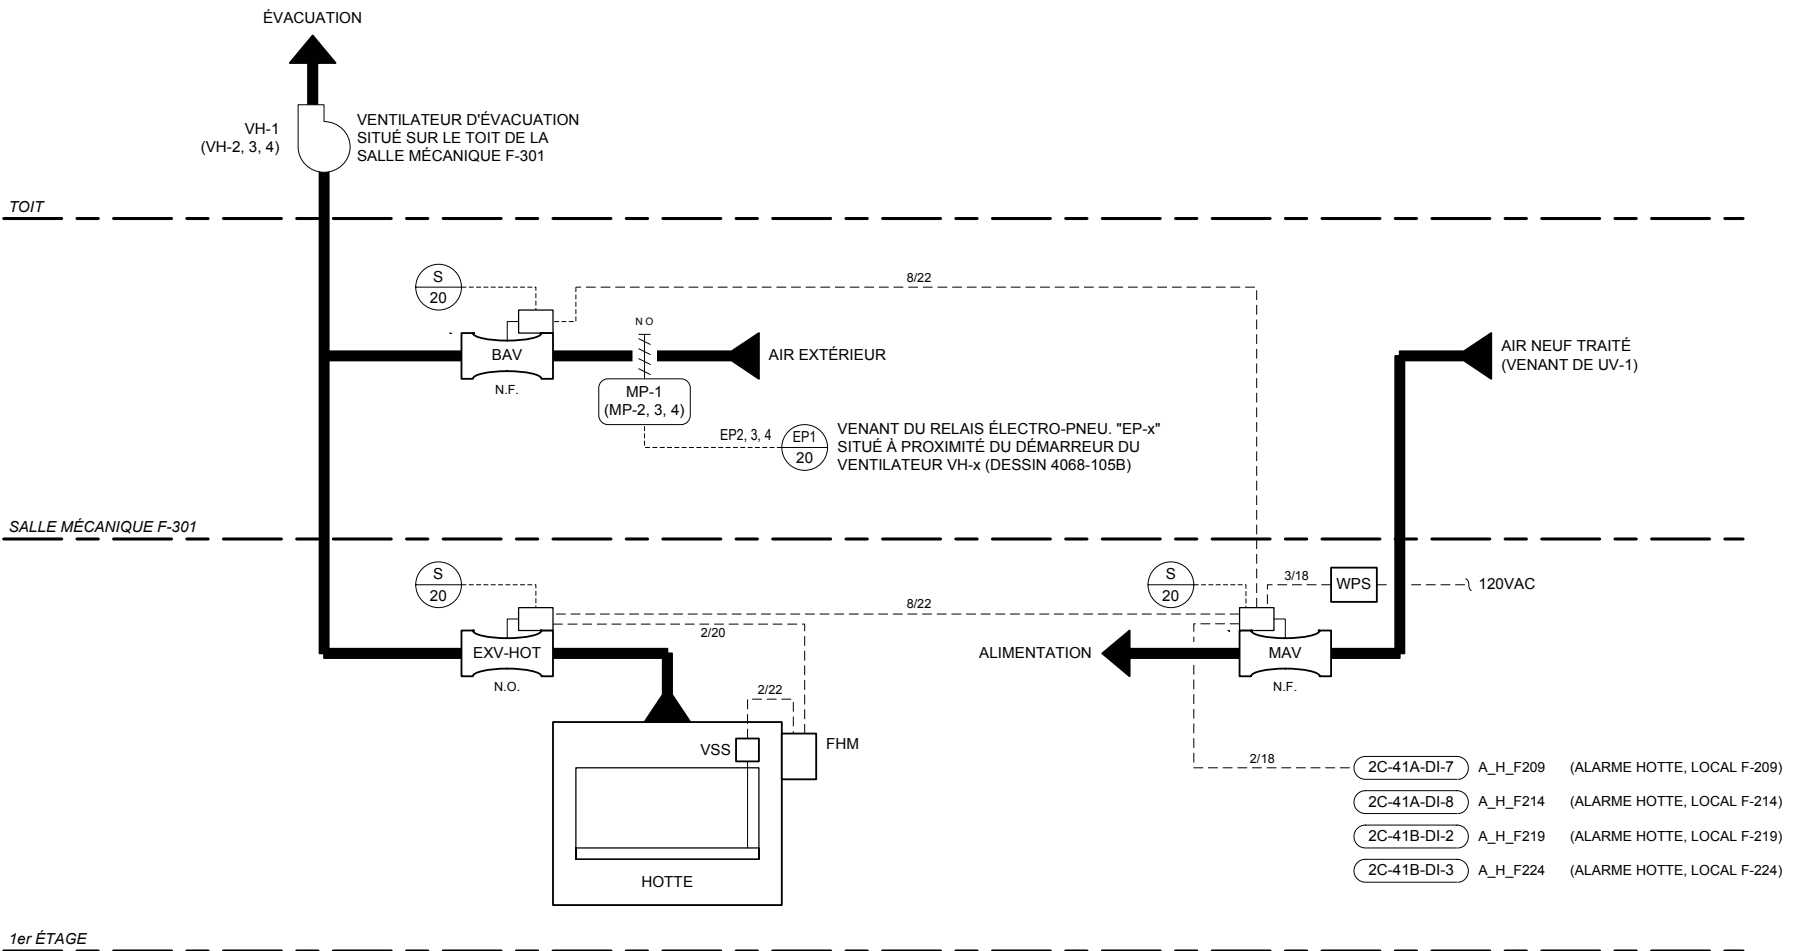 ÉVACUATION
VH-1
(VH-2, 3, 4)
VENTILATEUR D'ÉVACUATION
SITUÉ SUR LE TOIT DE LA
SALLE MÉCANIQUE F-301
TOIT
S
20
8/22
BAV
N.F.
N O
AIR EXTÉRIEUR
MP-1
(MP-2, 3, 4)
EP2, 3, 4
EP1
20
VENANT DU RELAIS ÉLECTRO-PNEU. "EP-x"
SITUÉ À PROXIMITÉ DU DÉMARREUR DU
VENTILATEUR VH-x (DESSIN 4068-105B)
AIR NEUF TRAITÉ
(VENANT DE UV-1)
SALLE MÉCANIQUE F-301
S
20
8/22
2/20
EXV-HOT
N.O.
S
20
3/18
WPS
120VAC
ALIMENTATION
MAV
N.F.
2/22
VSS
FHM
HOTTE
2/18
2C-41A-DI-7 A_H_F209 (ALARME HOTTE, LOCAL F-209)
2C-41A-DI-8 A_H_F214 (ALARME HOTTE, LOCAL F-214)
2C-41B-DI-2 A_H_F219 (ALARME HOTTE, LOCAL F-219)
2C-41B-DI-3 A_H_F224 (ALARME HOTTE, LOCAL F-224)
1er ÉTAGE